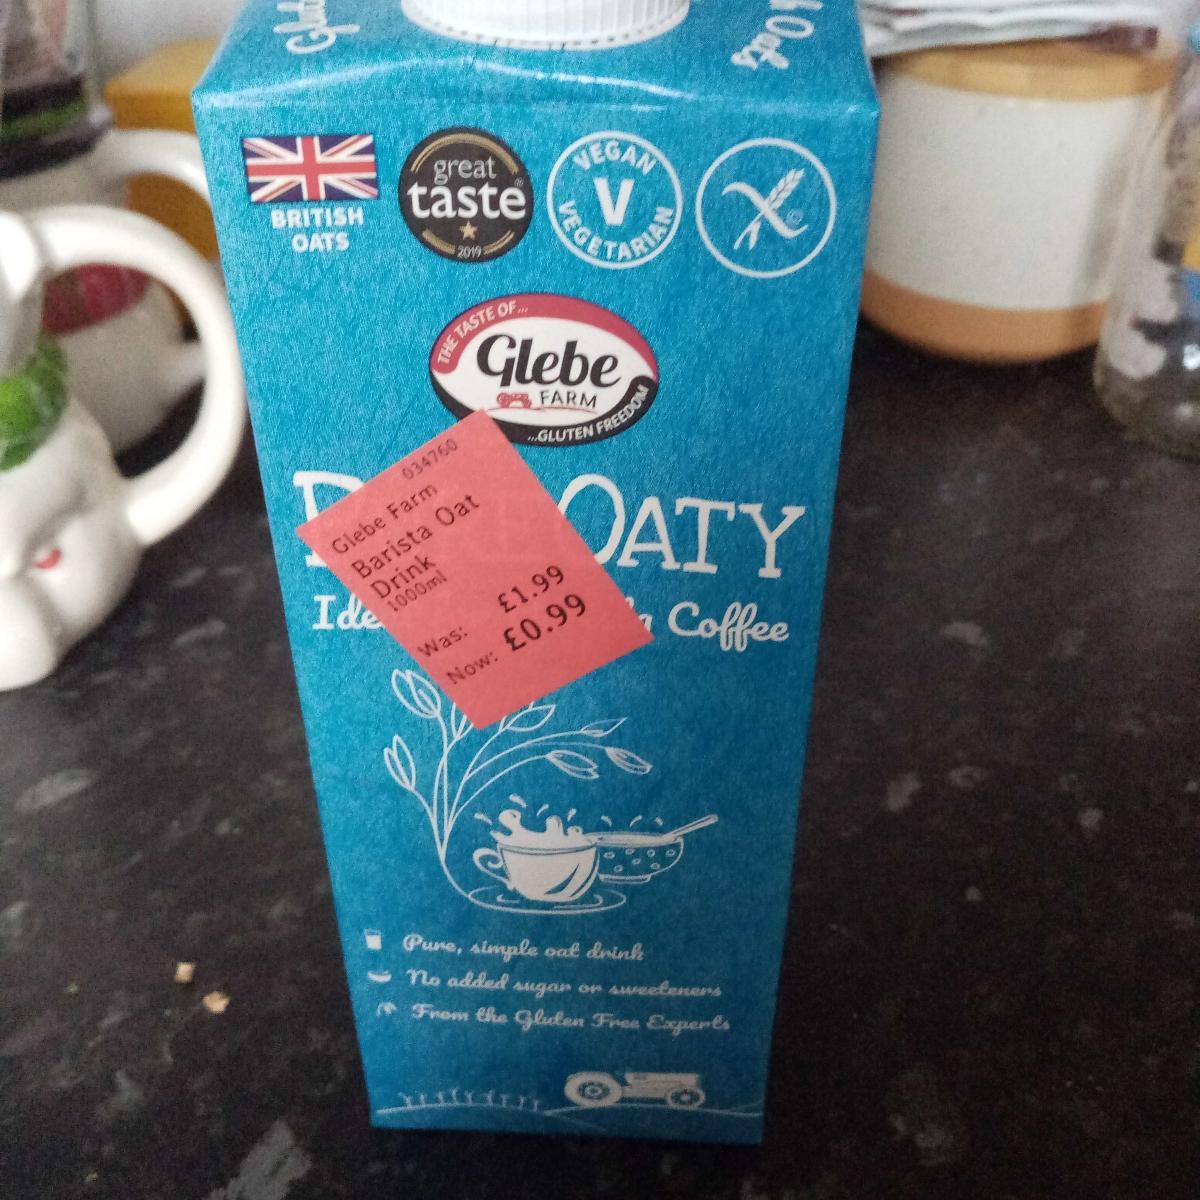 BRITISH
OATS
great
taste
2019
VEGAN
V
VEGETARIAN
THE TASTE OF...
Glebe
FARM
...GLUTEN FREEDOM
OATY
Coffee
034760
Glebe Farm
Barista Oat
Drink
1000ml
Was: £1.99
Now: £0.99
Pure, simple oat drink
No added sugar or sweeteners
From the Gluten Free Experts